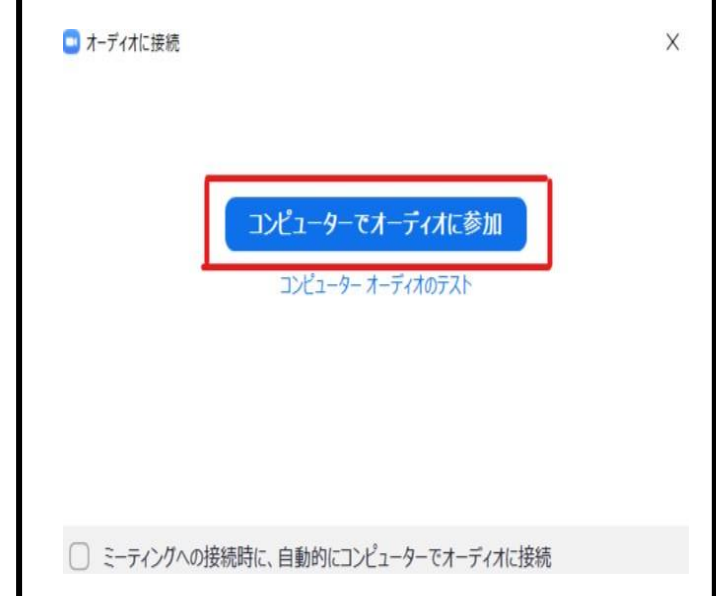 オーディオに接続
X
コンピューターでオーディオに参加
コンピューター オーディオのテスト
ミーティングへの接続時に、自動的にコンピューターでオーディオに接続